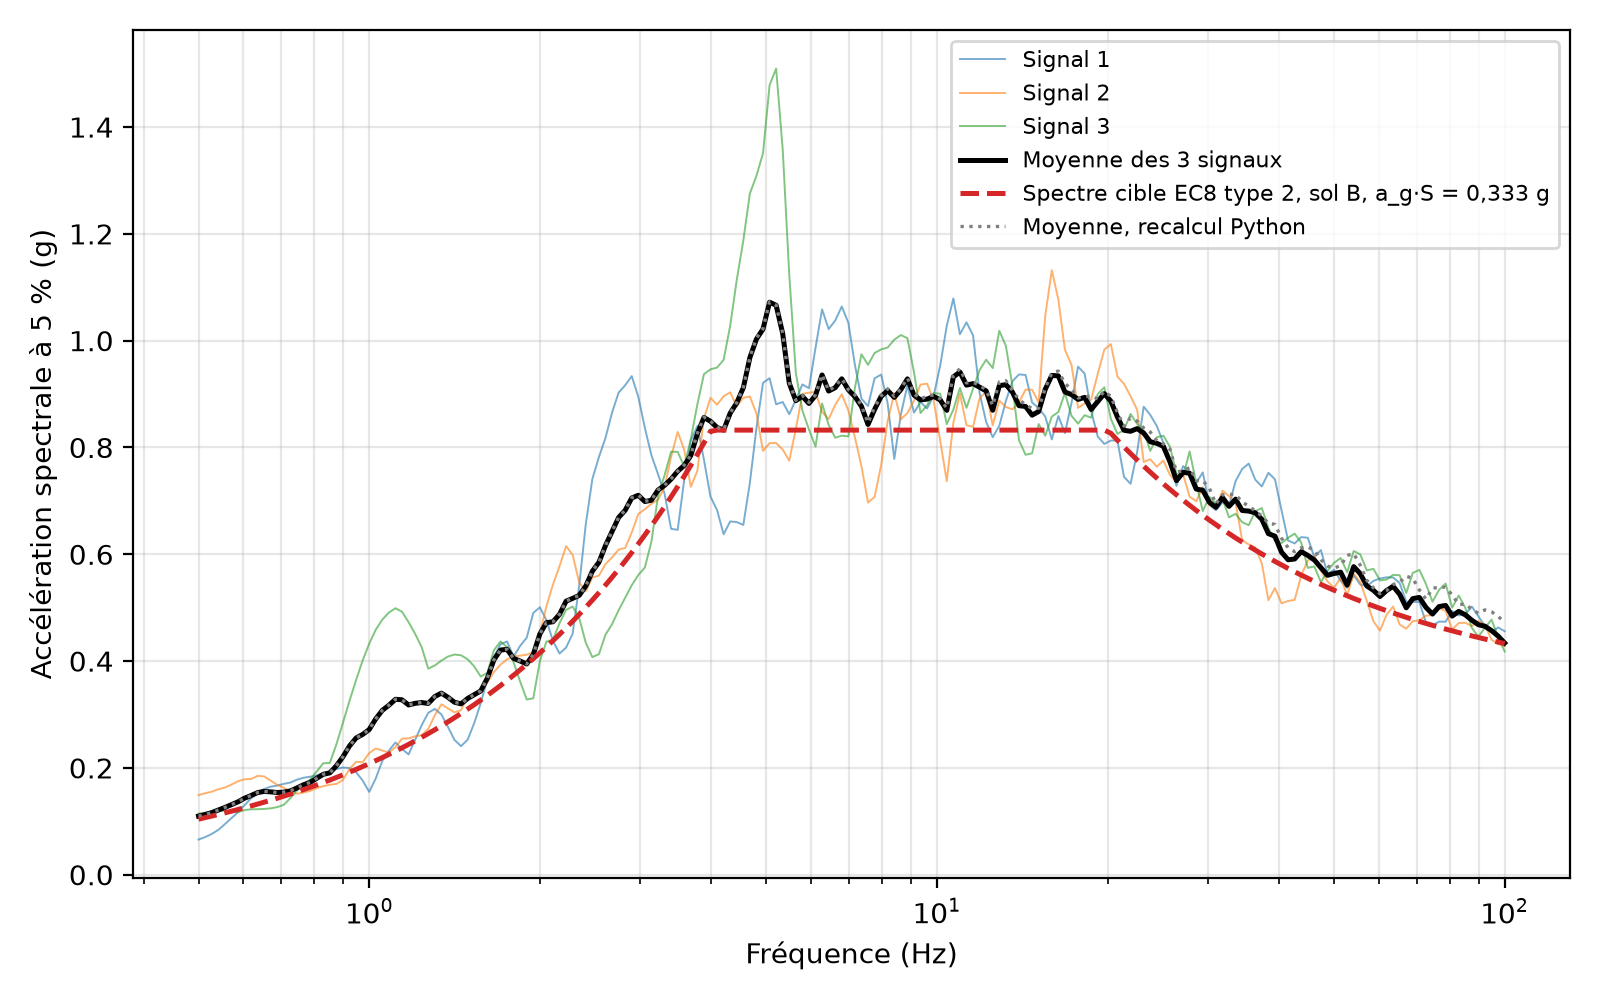 Signal 1
Signal 2
Signal 3
Moyenne des 3 signaux
Spectre cible EC8 type 2, sol B, a_g·S = 0,333 g
Moyenne, recalcul Python
Accélération spectrale à 5 % (g)
1.4
1.2
1.0
0.8
0.6
0.4
0.2
0.0
10⁰ 10¹ 10²
Fréquence (Hz)